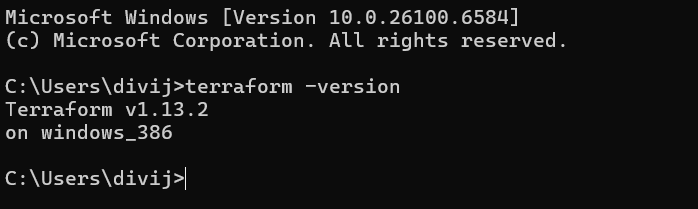 Microsoft Windows [Version 10.0.26100.6584]
(c) Microsoft Corporation. All rights reserved.
C:\Users\divij>terraform -version
Terraform v1.13.2
on windows_386
C:\Users\divij>